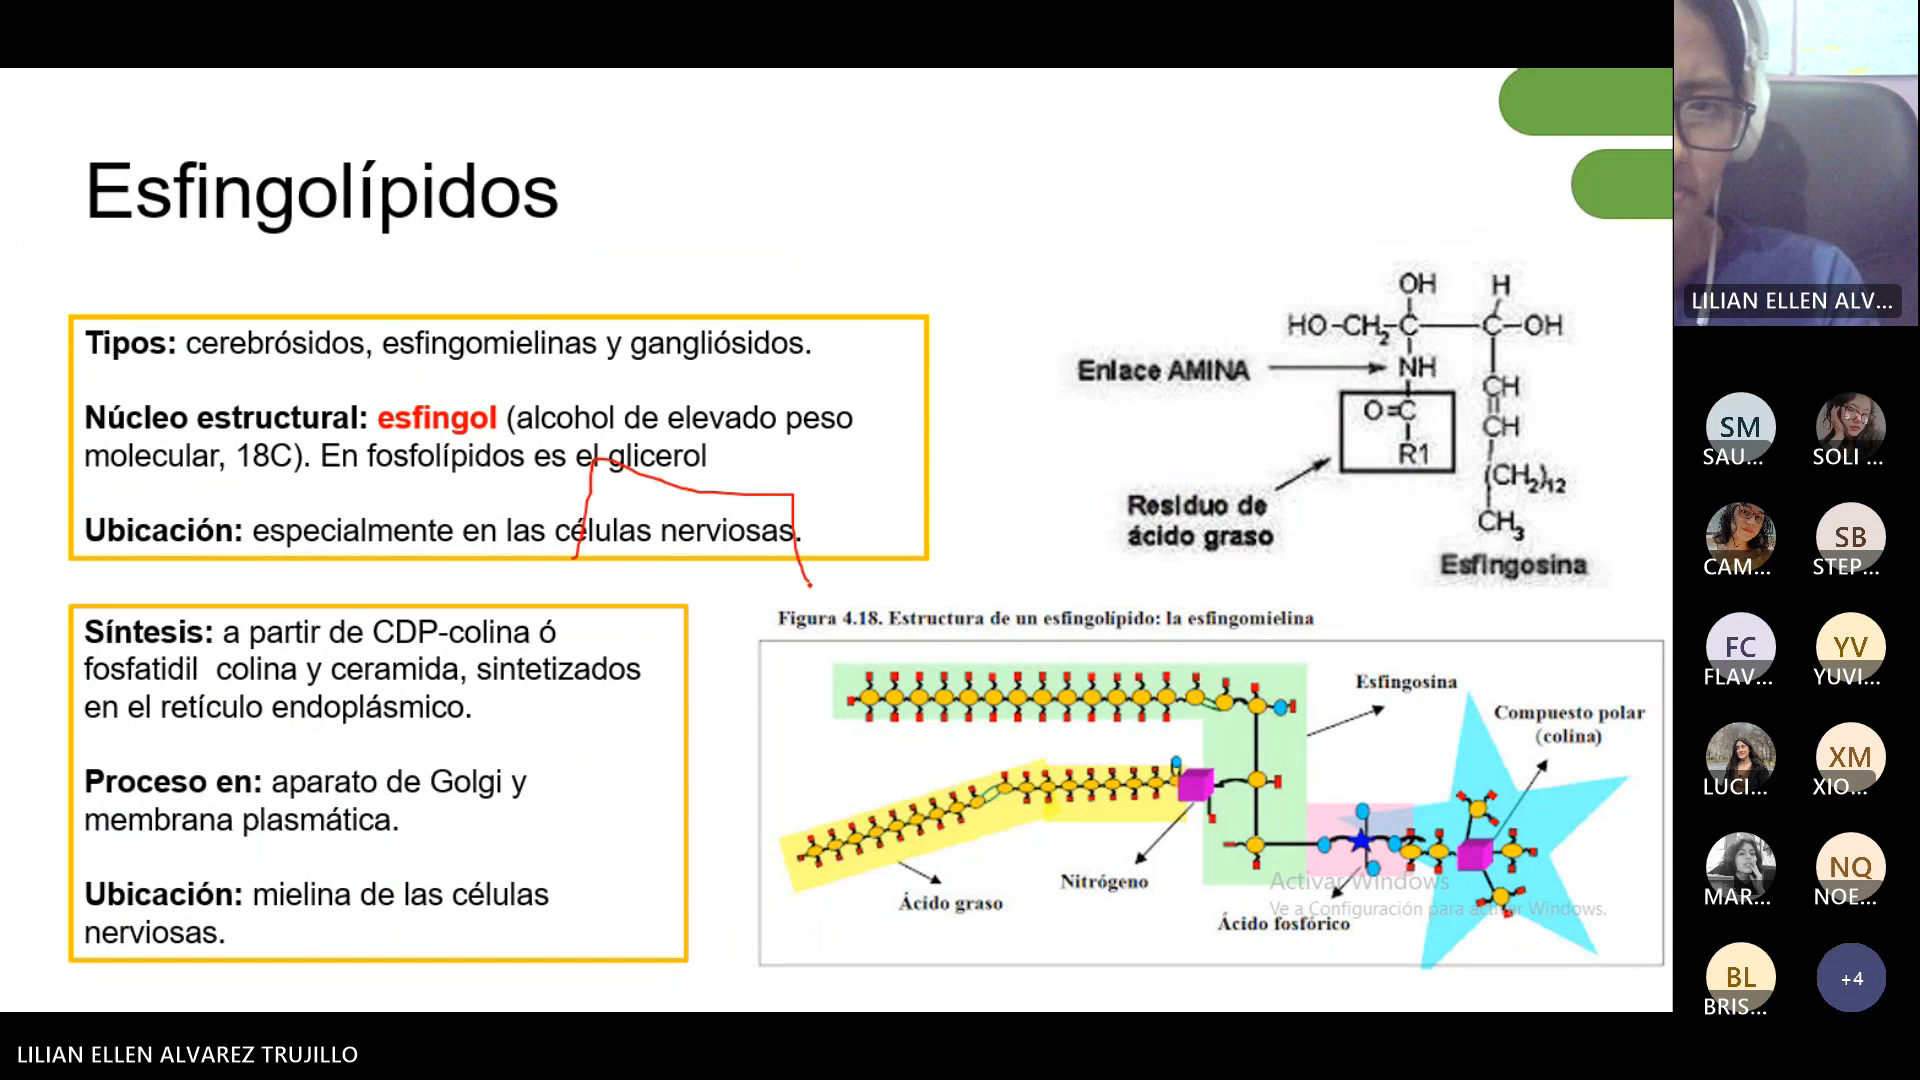 Esfingolípidos
Tipos: cerebrósidos, esfingomielinas y gangliósidos.
Núcleo estructural: esfingol (alcohol de elevado peso
molecular, 18C). En fosfolípidos es el glicerol
Ubicación: especialmente en las células nerviosas.
Síntesis: a partir de CDP-colina ó
fosfatidil colina y ceramida, sintetizados
en el retículo endoplásmico.
Proceso en: aparato de Golgi y
membrana plasmática.
Ubicación: mielina de las células
nerviosas.
OH H
HO-CH2-C—C-OH
Enlace AMINA
NH
CH
O=C
CH
R1
(CH2)12
Residuo de
ácido graso
CH3
Esfingosina
Figura 4.18. Estructura de un esfingolípido: la esfingomielina
Esfingosina
Compuesto polar
(colina)
Nitrógeno
Ácido graso
Ácido fosfórico
Activar Windows
Ve a Configuración para activar Windows.
LILIAN ELLEN ALV...
SM
SAU...
SOLI ...
CAM...
SB
STEP...
FC
FLAV...
YV
YUVI...
LUCI...
XM
XIO...
MAR...
NQ
NOE...
BL
BRIS...
+4
LILIAN ELLEN ALVAREZ TRUJILLO